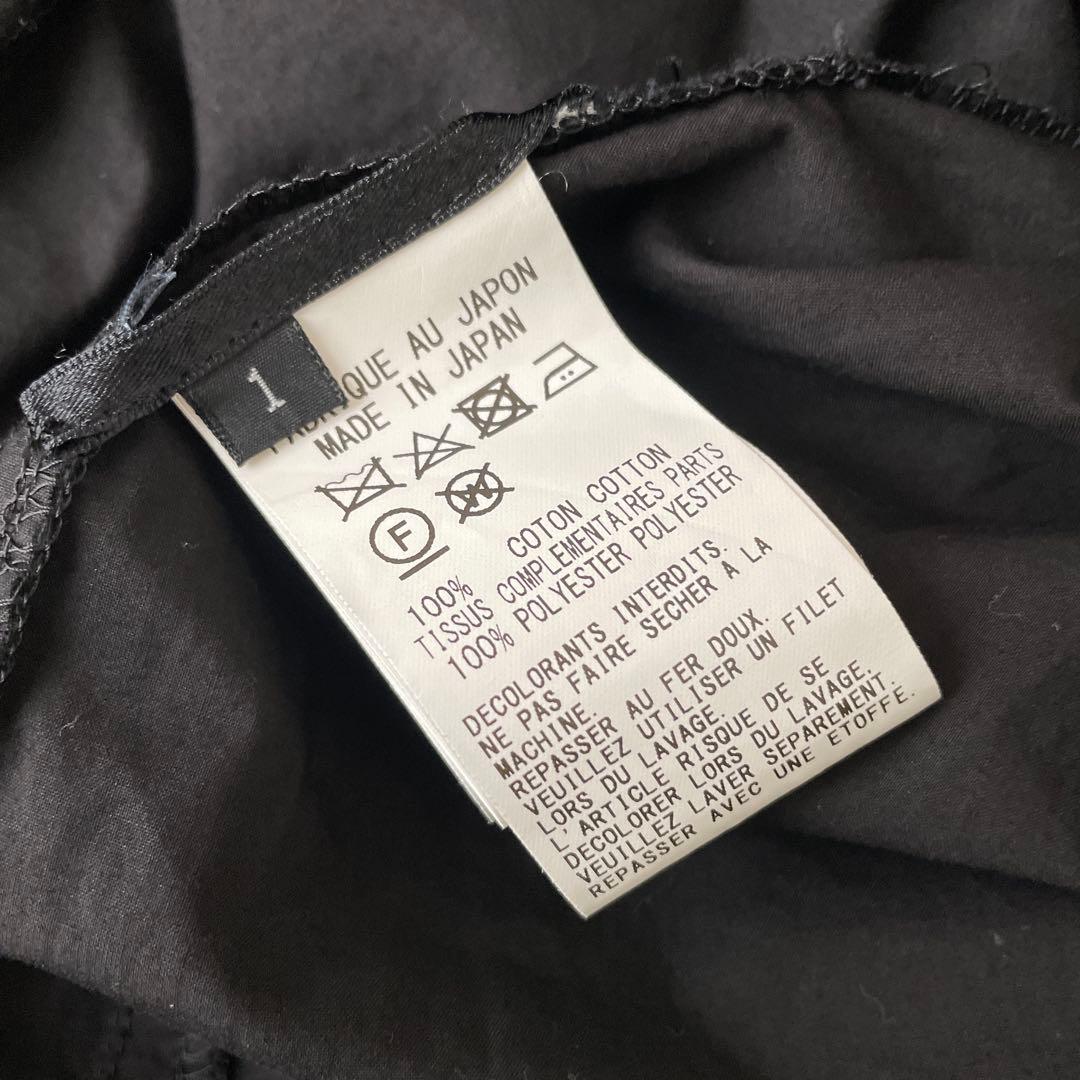 1
FABRIQUE AU JAPON
MADE IN JAPAN
F
W
100% COTON COTTON
TISSUS COMPLEMENTAIRES PARTS
100% POLYESTER POLYESTER
DECOLORANTS INTERDITS.
NE PAS FAIRE SECHER A LA
MACHINE.
REPASSER AU FER DOUX.
VEUILLEZ UTILISER UN FILET
LORS DU LAVAGE.
L'ARTICLE RISQUE DE SE
DECOLORER LORS DU LAVAGE.
VEUILLEZ LAVER SEPAREMENT.
REPASSER AVEC UNE ETOFFE.